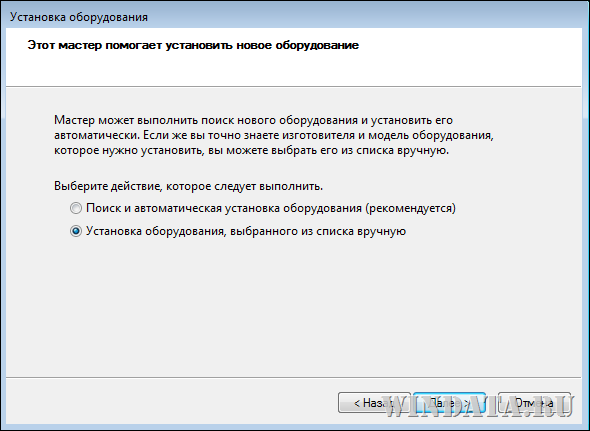 Установка оборудования
Этот мастер помогает установить новое оборудование
Мастер может выполнить поиск нового оборудования и установить его
автоматически. Если же вы точно знаете изготовителя и модель оборудования,
которое нужно установить, вы можете выбрать его из списка вручную.
Выберите действие, которое следует выполнить.
Поиск и автоматическая установка оборудования (рекомендуется)
Установка оборудования, выбранного из списка вручную
< Назад Далее > Отмена
WINDATA.RU